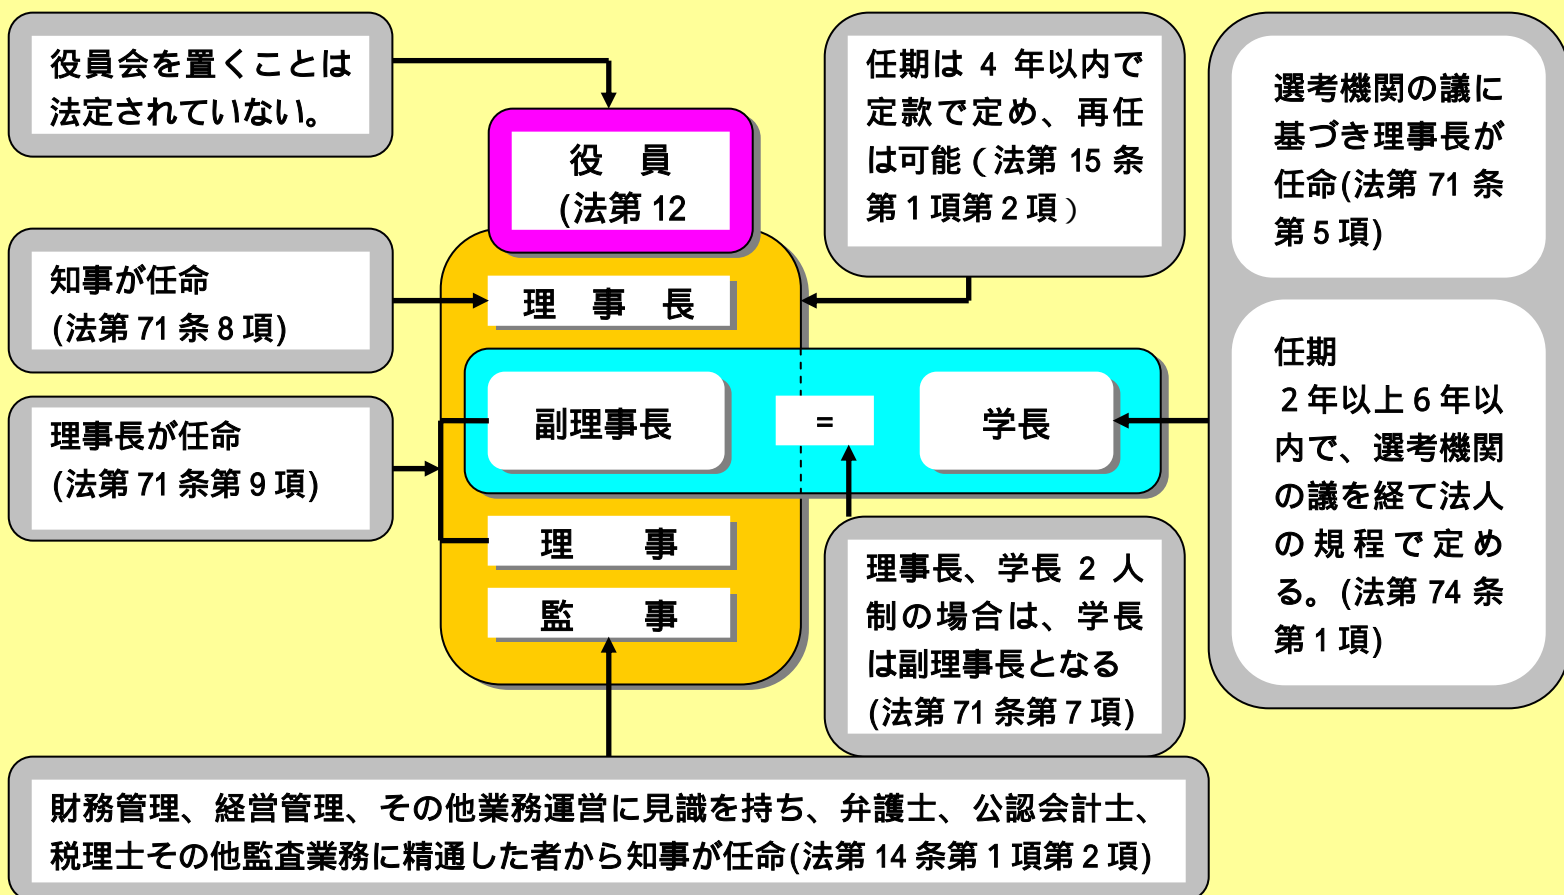 役員会を置くことは
法定されていない。
役　員
(法第 12
任期は 4 年以内で
定款で定め、再任
は可能（法第 15 条
第１項第２項）
選考機関の議に
基づき理事長が
任命(法第 71 条
第５項)
知事が任命
(法第 71 条 8 項)
理　事　長
任期
２年以上６年以
内で、選考機関
の議を経て法人
の規程で定め
る。(法第 74 条
第１項)
理事長が任命
(法第 71 条第 9 項)
副理事長
=
学長
理　　事
監　　事
理事長、学長 2 人
制の場合は、学長
は副理事長となる
(法第 71 条第 7 項)
財務管理、経営管理、その他業務運営に見識を持ち、弁護士、公認会計士、
税理士その他監査業務に精通した者から知事が任命(法第 14 条第１項第２項)